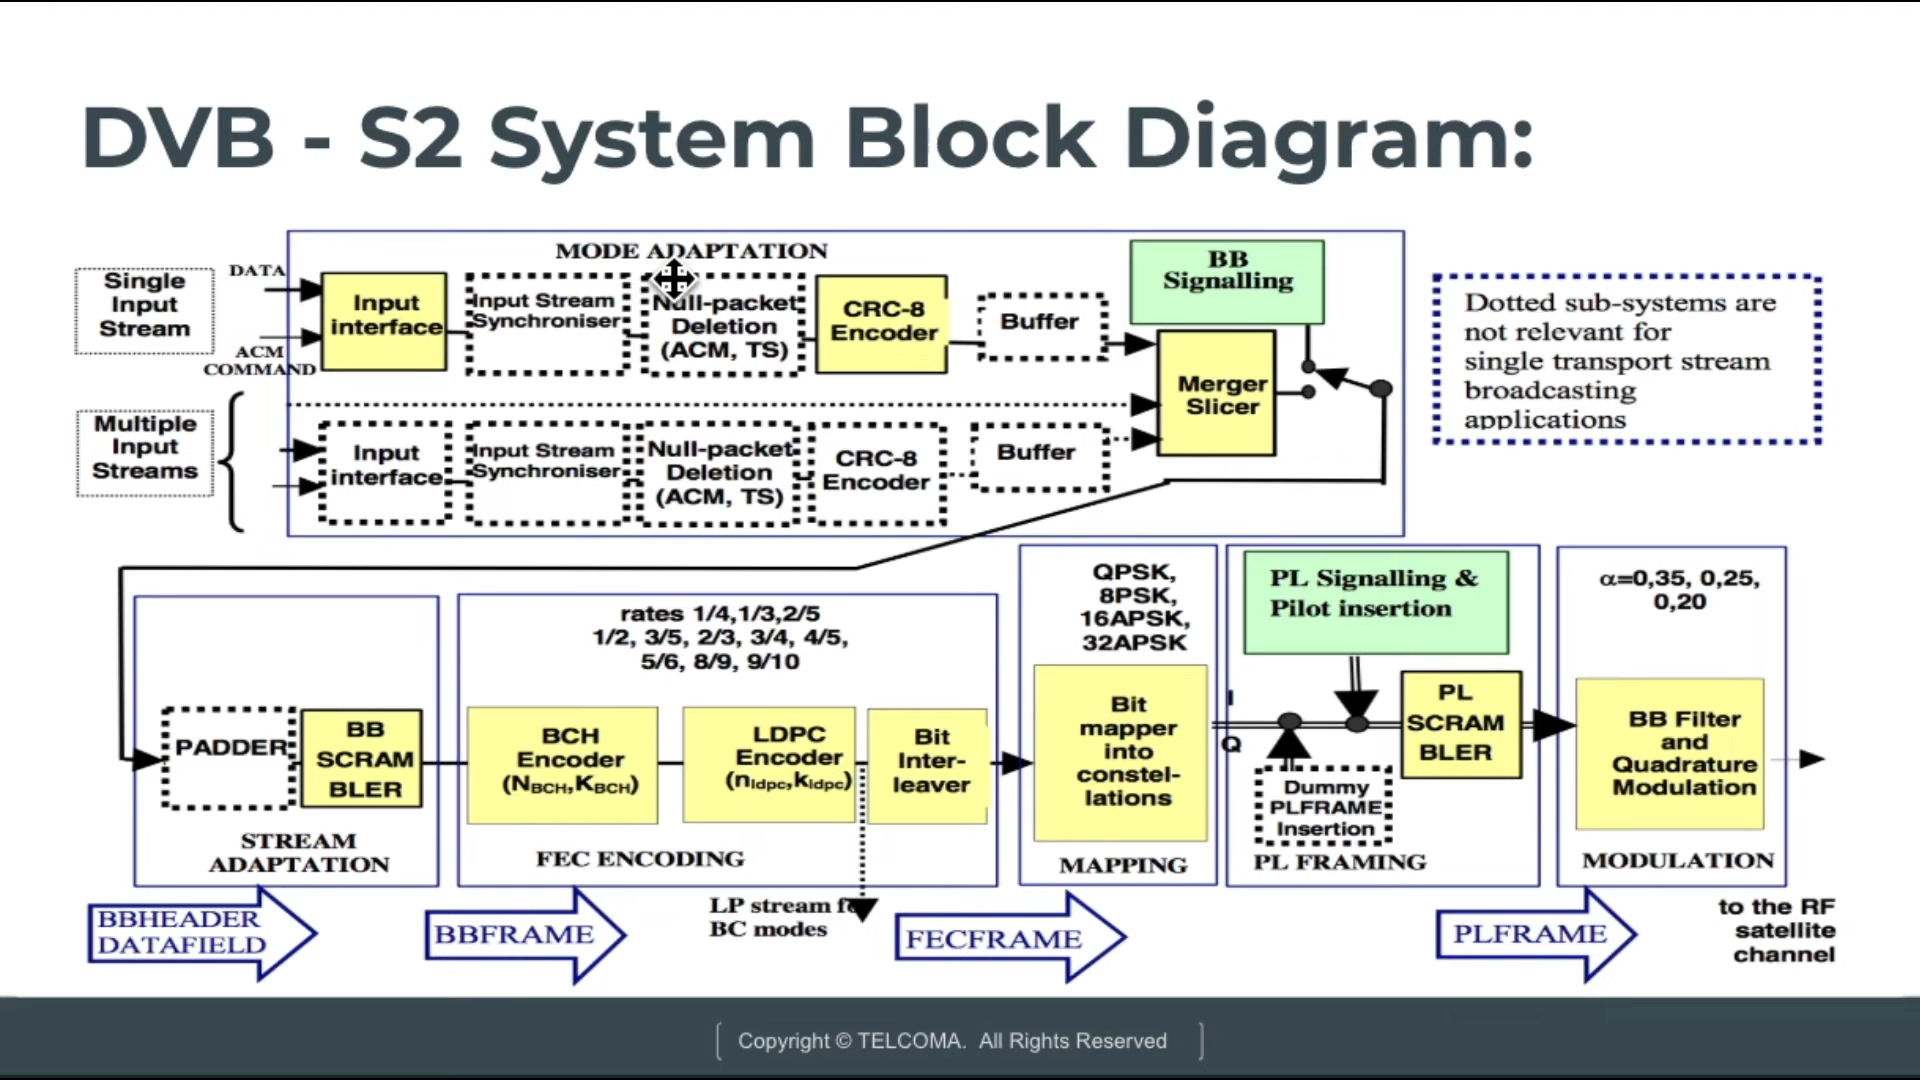 DVB - S2 System Block Diagram:
MODE ADAPTATION
Single
Input
Stream
DATA
ACM
COMMAND
Input
interface
Input Stream
Synchroniser
Null-packet
Deletion
(ACM, TS)
CRC-8
Encoder
Buffer
BB
Signalling
Merger
Slicer
Dotted sub-systems are
not relevant for
single transport stream
broadcasting
applications
Multiple
Input
Streams
Input
interface
Input Stream
Synchroniser
Null-packet
Deletion
(ACM, TS)
CRC-8
Encoder
Buffer
PADDER
BB
SCRAM
BLER
STREAM
ADAPTATION
rates 1/4,1/3,2/5
1/2, 3/5, 2/3, 3/4, 4/5,
5/6, 8/9, 9/10
BCH
Encoder
(NBCH,KBCH)
LDPC
Encoder
(nldpc,kldpc)
Bit
Inter-
leaver
FEC ENCODING
QPSK,
8PSK,
16APSK,
32APSK
Bit
mapper
into
constel-
lations
MAPPING
PL Signalling &
Pilot insertion
I
Q
PL
SCRAM
BLER
Dummy
PLFRAME
Insertion
PL FRAMING
α=0,35, 0,25,
0,20
BB Filter
and
Quadrature
Modulation
MODULATION
BBHEADER
DATAFIELD
BBFRAME
LP stream
BC modes
FECFRAME
PLFRAME
to the RF
satellite
channel
Copyright © TELCOMA. All Rights Reserved